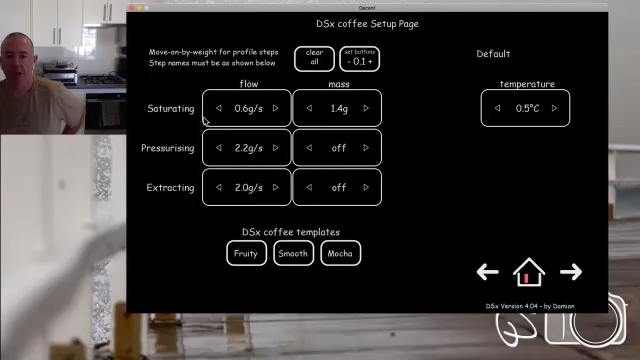 Decent
DSx coffee Setup Page
Move-on-by-weight for profile steps
Step names must be as shown below
clear
all
set buttons
- 0.1 +
Default
flow
mass
temperature
Saturating
0.6g/s
1.4g
0.5°C
Pressurising
2.2g/s
off
Extracting
2.0g/s
off
DSx coffee templates
Fruity
Smooth
Mocha
DSx Version 4.04 - by Damian